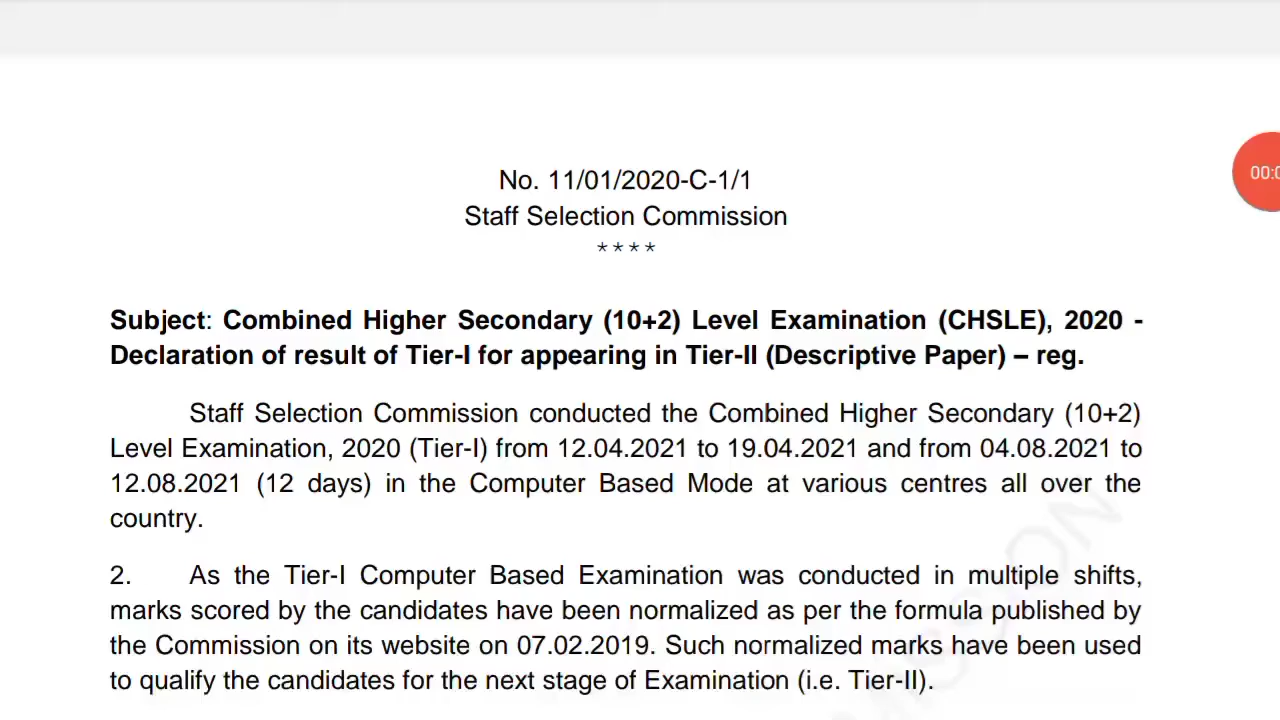 No. 11/01/2020-C-1/1
Staff Selection Commission
****
Subject: Combined Higher Secondary (10+2) Level Examination (CHSLE), 2020 -
Declaration of result of Tier-I for appearing in Tier-II (Descriptive Paper) – reg.
Staff Selection Commission conducted the Combined Higher Secondary (10+2)
Level Examination, 2020 (Tier-I) from 12.04.2021 to 19.04.2021 and from 04.08.2021 to
12.08.2021 (12 days) in the Computer Based Mode at various centres all over the
country.
2. As the Tier-I Computer Based Examination was conducted in multiple shifts,
marks scored by the candidates have been normalized as per the formula published by
the Commission on its website on 07.02.2019. Such normalized marks have been used
to qualify the candidates for the next stage of Examination (i.e. Tier-II).